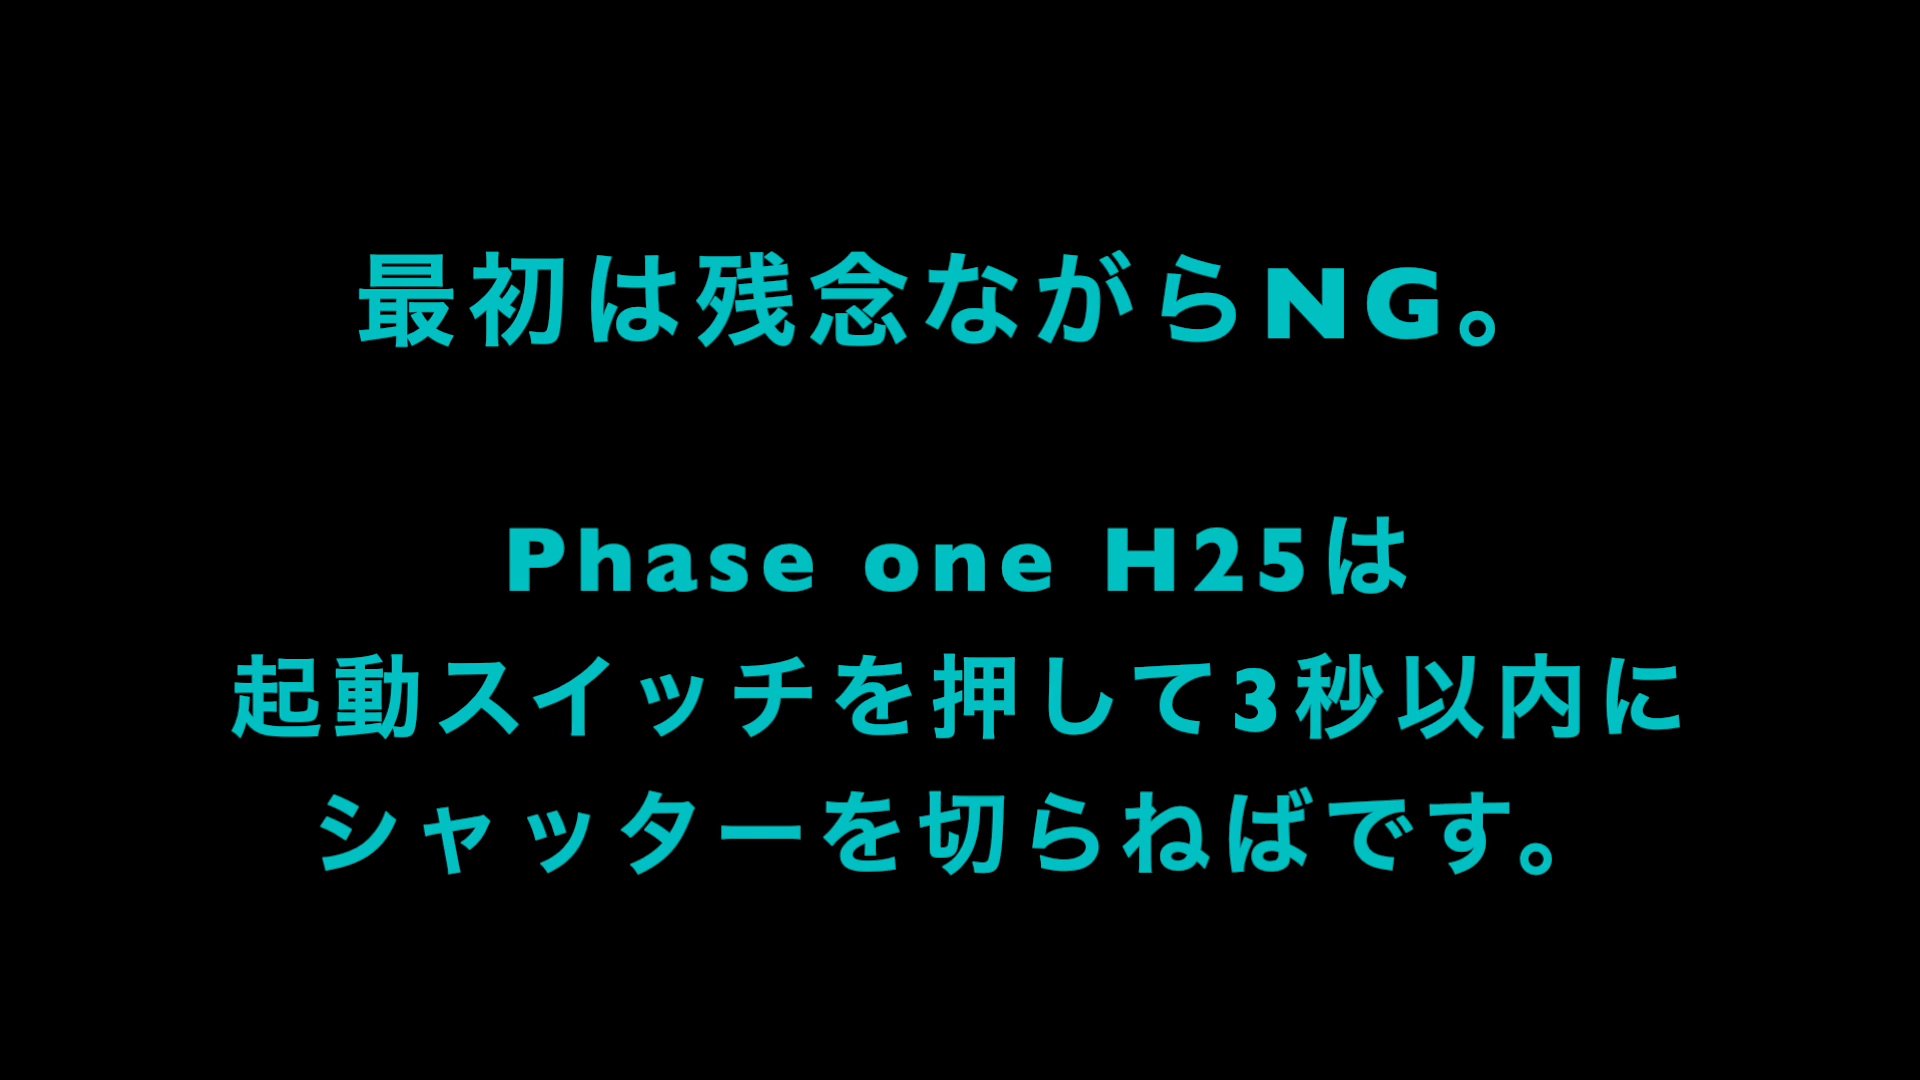 最初は残念ながらNG。
Phase one H25は
起動スイッチを押して3秒以内に
シャッターを切らねばです。